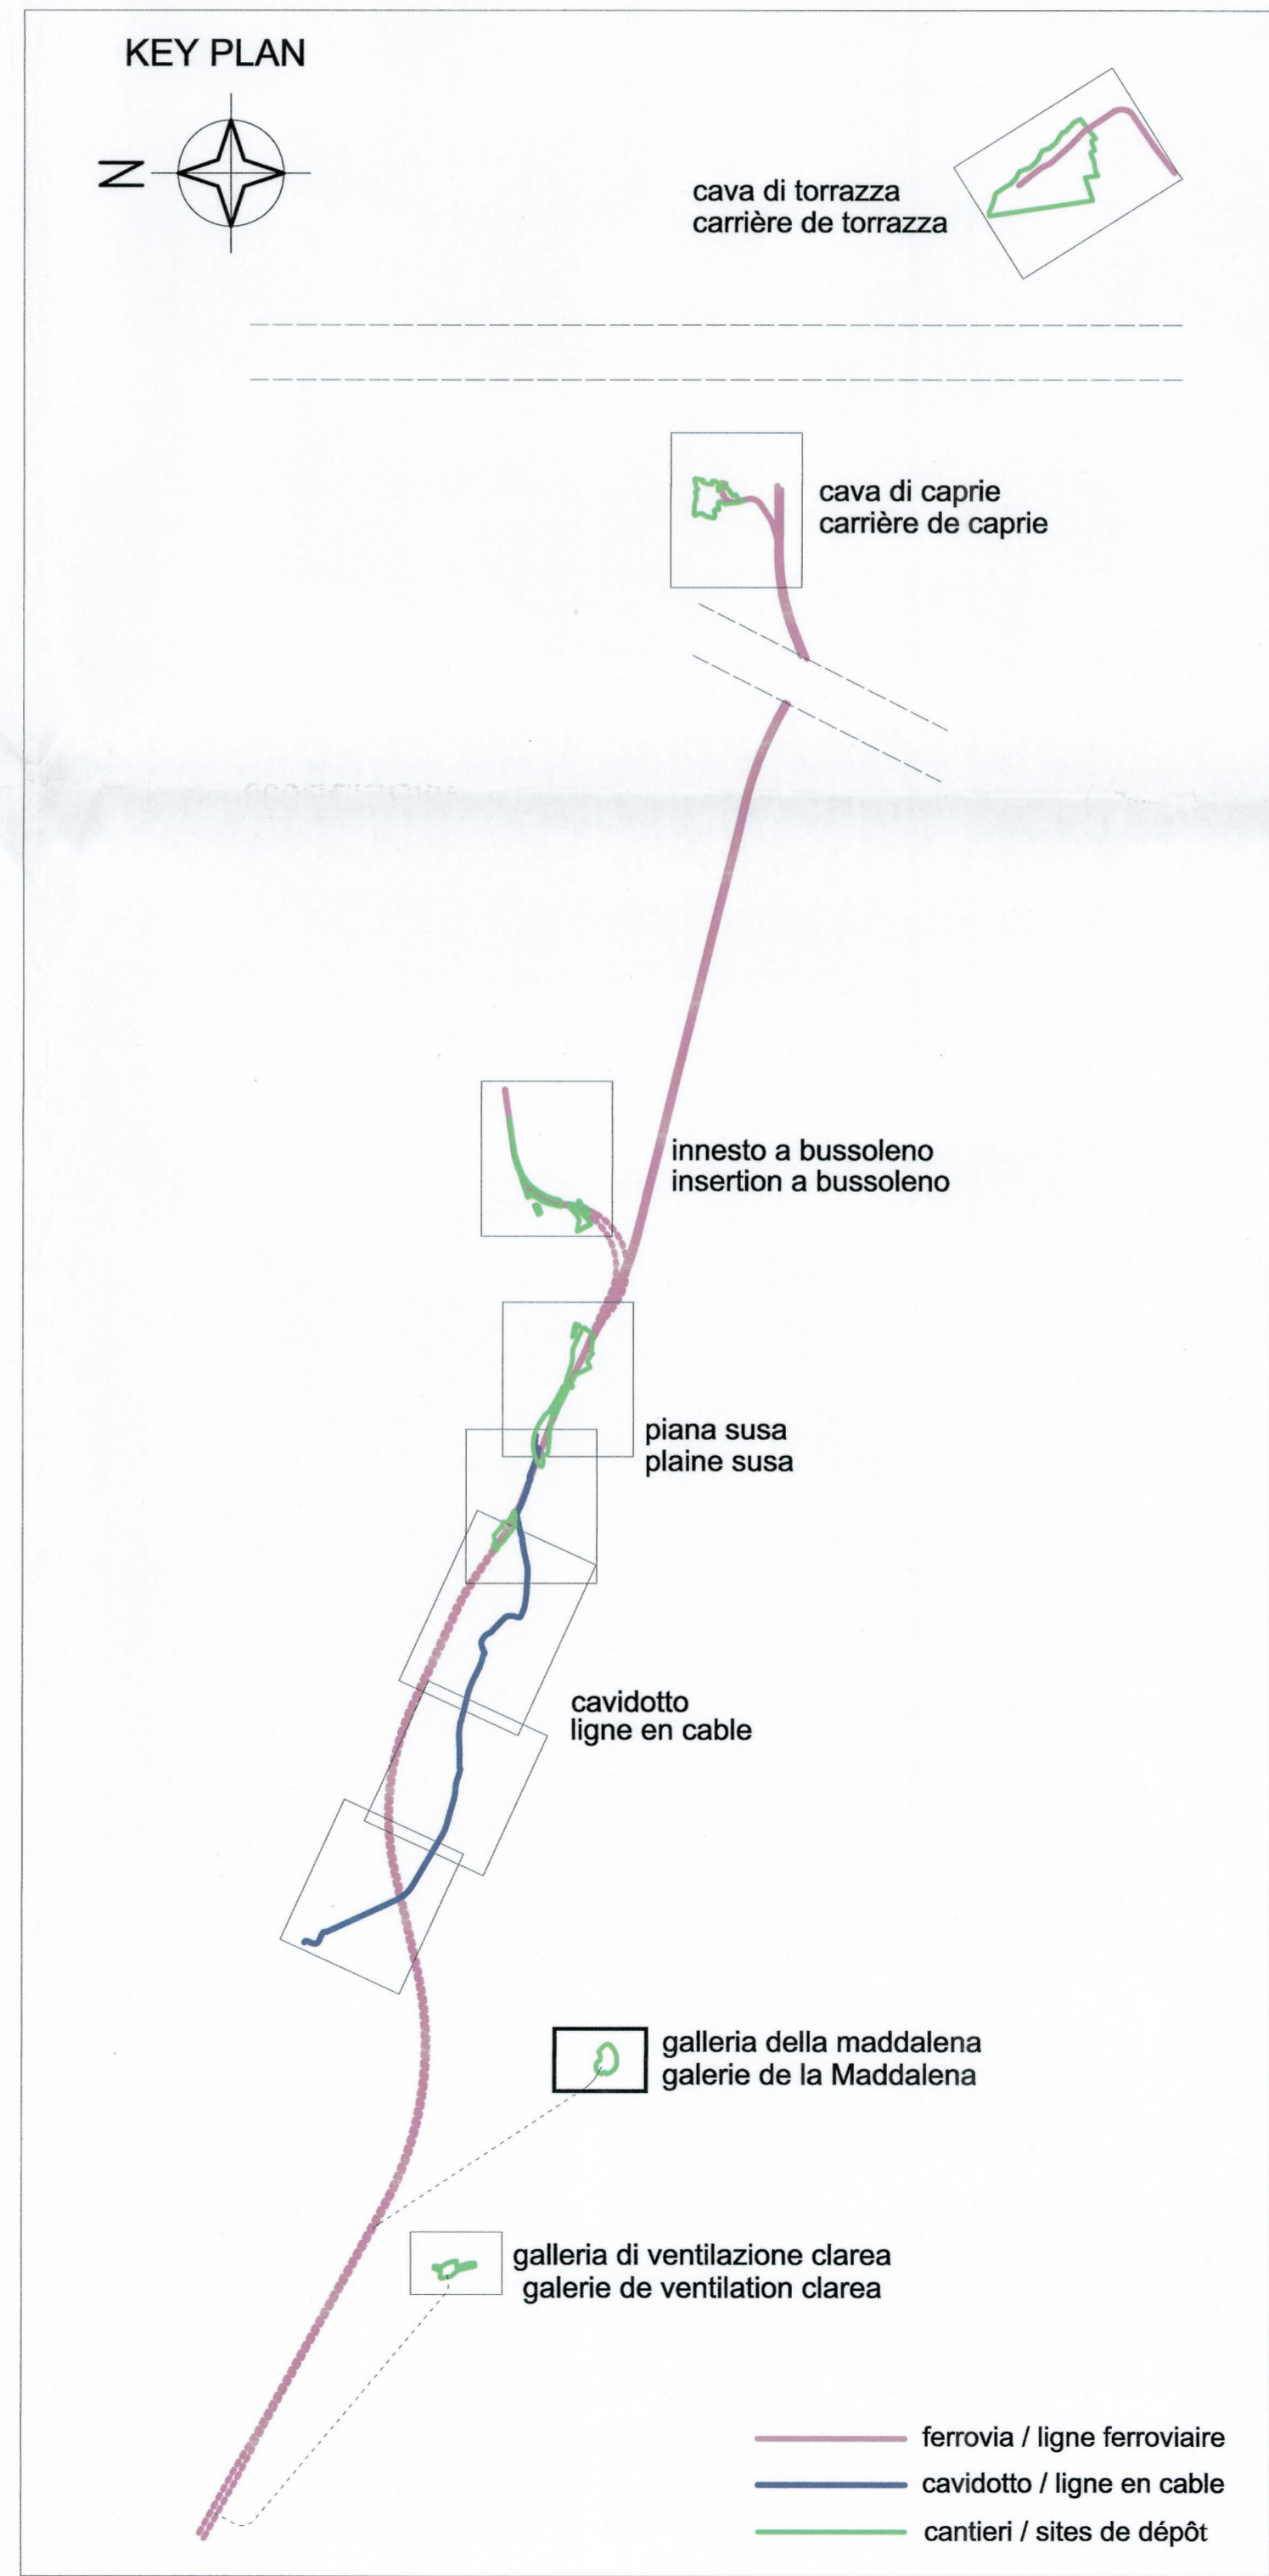 KEY PLAN
N
cava di torrazza
carrière de torrazza
cava di caprie
carrière de caprie
innesto a bussoleno
insertion a bussoleno
piana susa
plaine susa
cavidotto
ligne en cable
galleria della maddalena
galerie de la Maddalena
galleria di ventilazione clarea
galerie de ventilation clarea
ferrovia / ligne ferroviaire
cavidotto / ligne en cable
cantieri / sites de dépôt